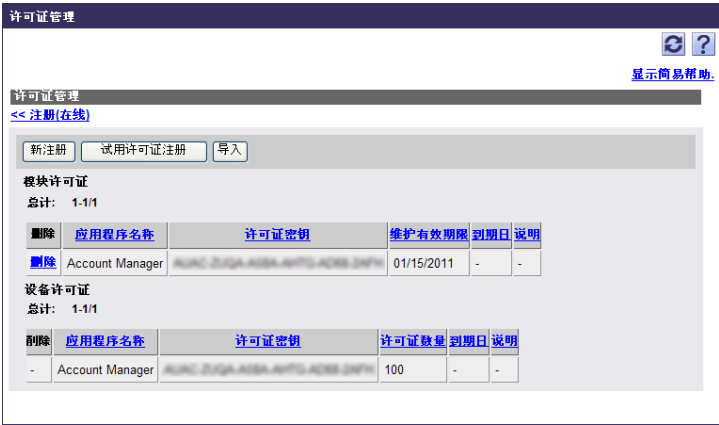 许可证管理
?
显示简易帮助.
许可证管理
<< 注册(在线)
新注册 试用许可证注册 导入
模块许可证
总计: 1-1/1
删除 应用程序名称 许可证密钥 维护有效期限 到期日 说明
删除 Account Manager 01/15/2011 - -
设备许可证
总计: 1-1/1
删除 应用程序名称 许可证密钥 许可证数量 到期日 说明
- Account Manager 100 - -